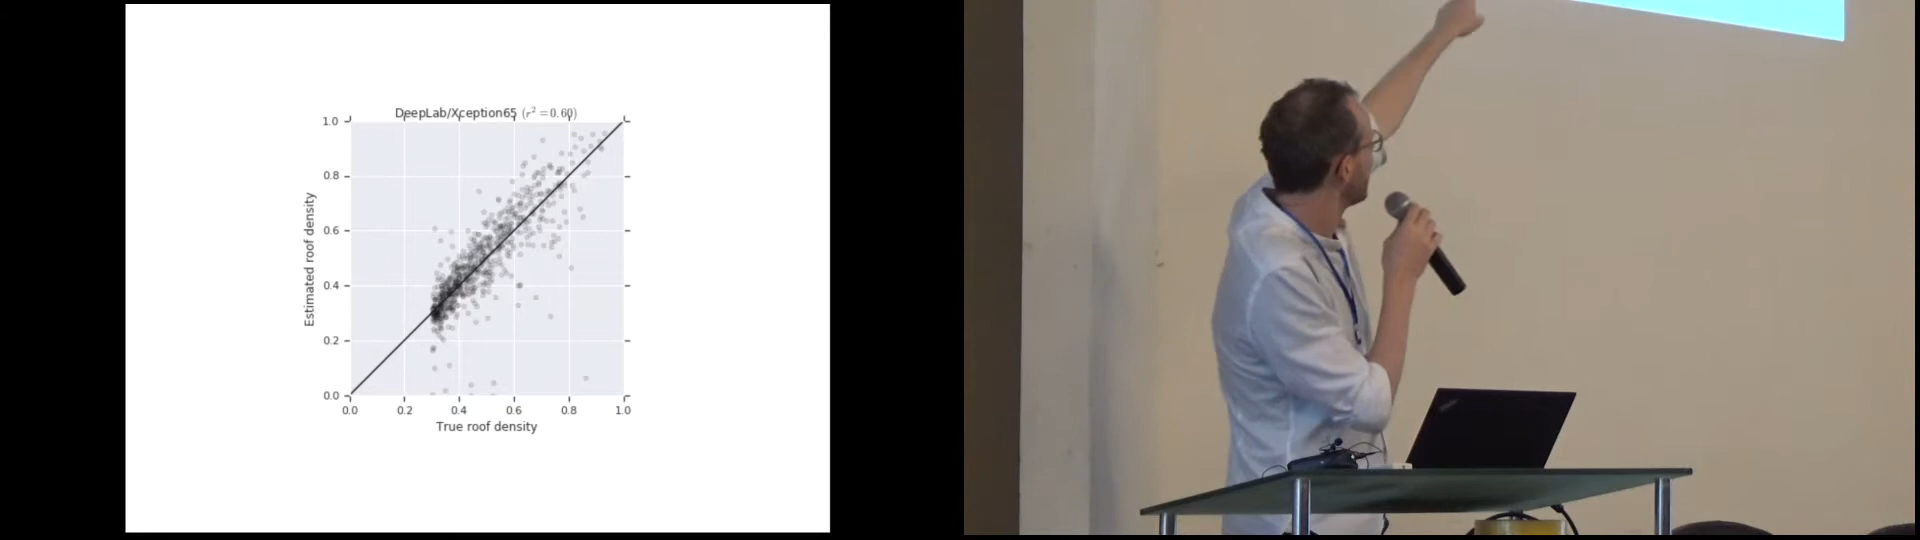 DeepLab/Xception65 (r² = 0.60)
1.0
0.8
0.6
0.4
0.2
0.0
Estimated roof density
0.0 0.2 0.4 0.6 0.8 1.0
True roof density